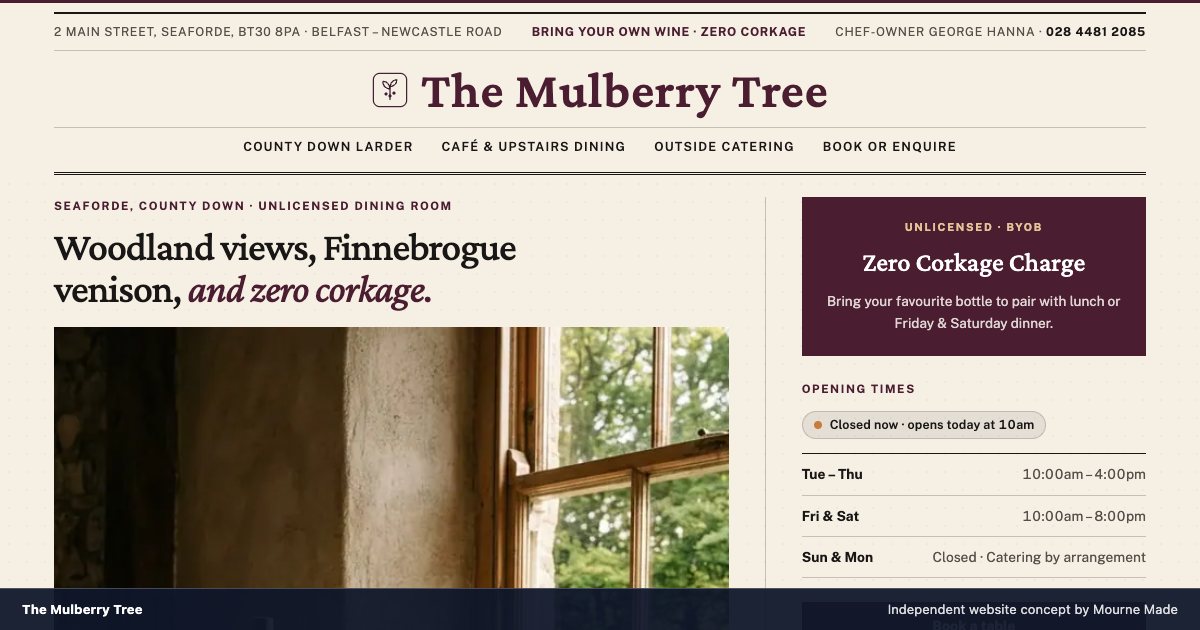 2 MAIN STREET, SEAFORDE, BT30 8PA · BELFAST – NEWCASTLE ROAD
BRING YOUR OWN WINE · ZERO CORKAGE
CHEF-OWNER GEORGE HANNA · 028 4481 2085
The Mulberry Tree
COUNTY DOWN LARDER
CAFÉ & UPSTAIRS DINING
OUTSIDE CATERING
BOOK OR ENQUIRE
SEAFORDE, COUNTY DOWN · UNLICENSED DINING ROOM
Woodland views, Finnebrogue
venison, and zero corkage.
UNLICENSED · BYOB
Zero Corkage Charge
Bring your favourite bottle to pair with lunch or
Friday & Saturday dinner.
OPENING TIMES
Closed now · opens today at 10am
Tue – Thu 10:00am – 4:00pm
Fri & Sat 10:00am – 8:00pm
Sun & Mon Closed · Catering by arrangement
Book a table
The Mulberry Tree
Independent website concept by Mourne Made